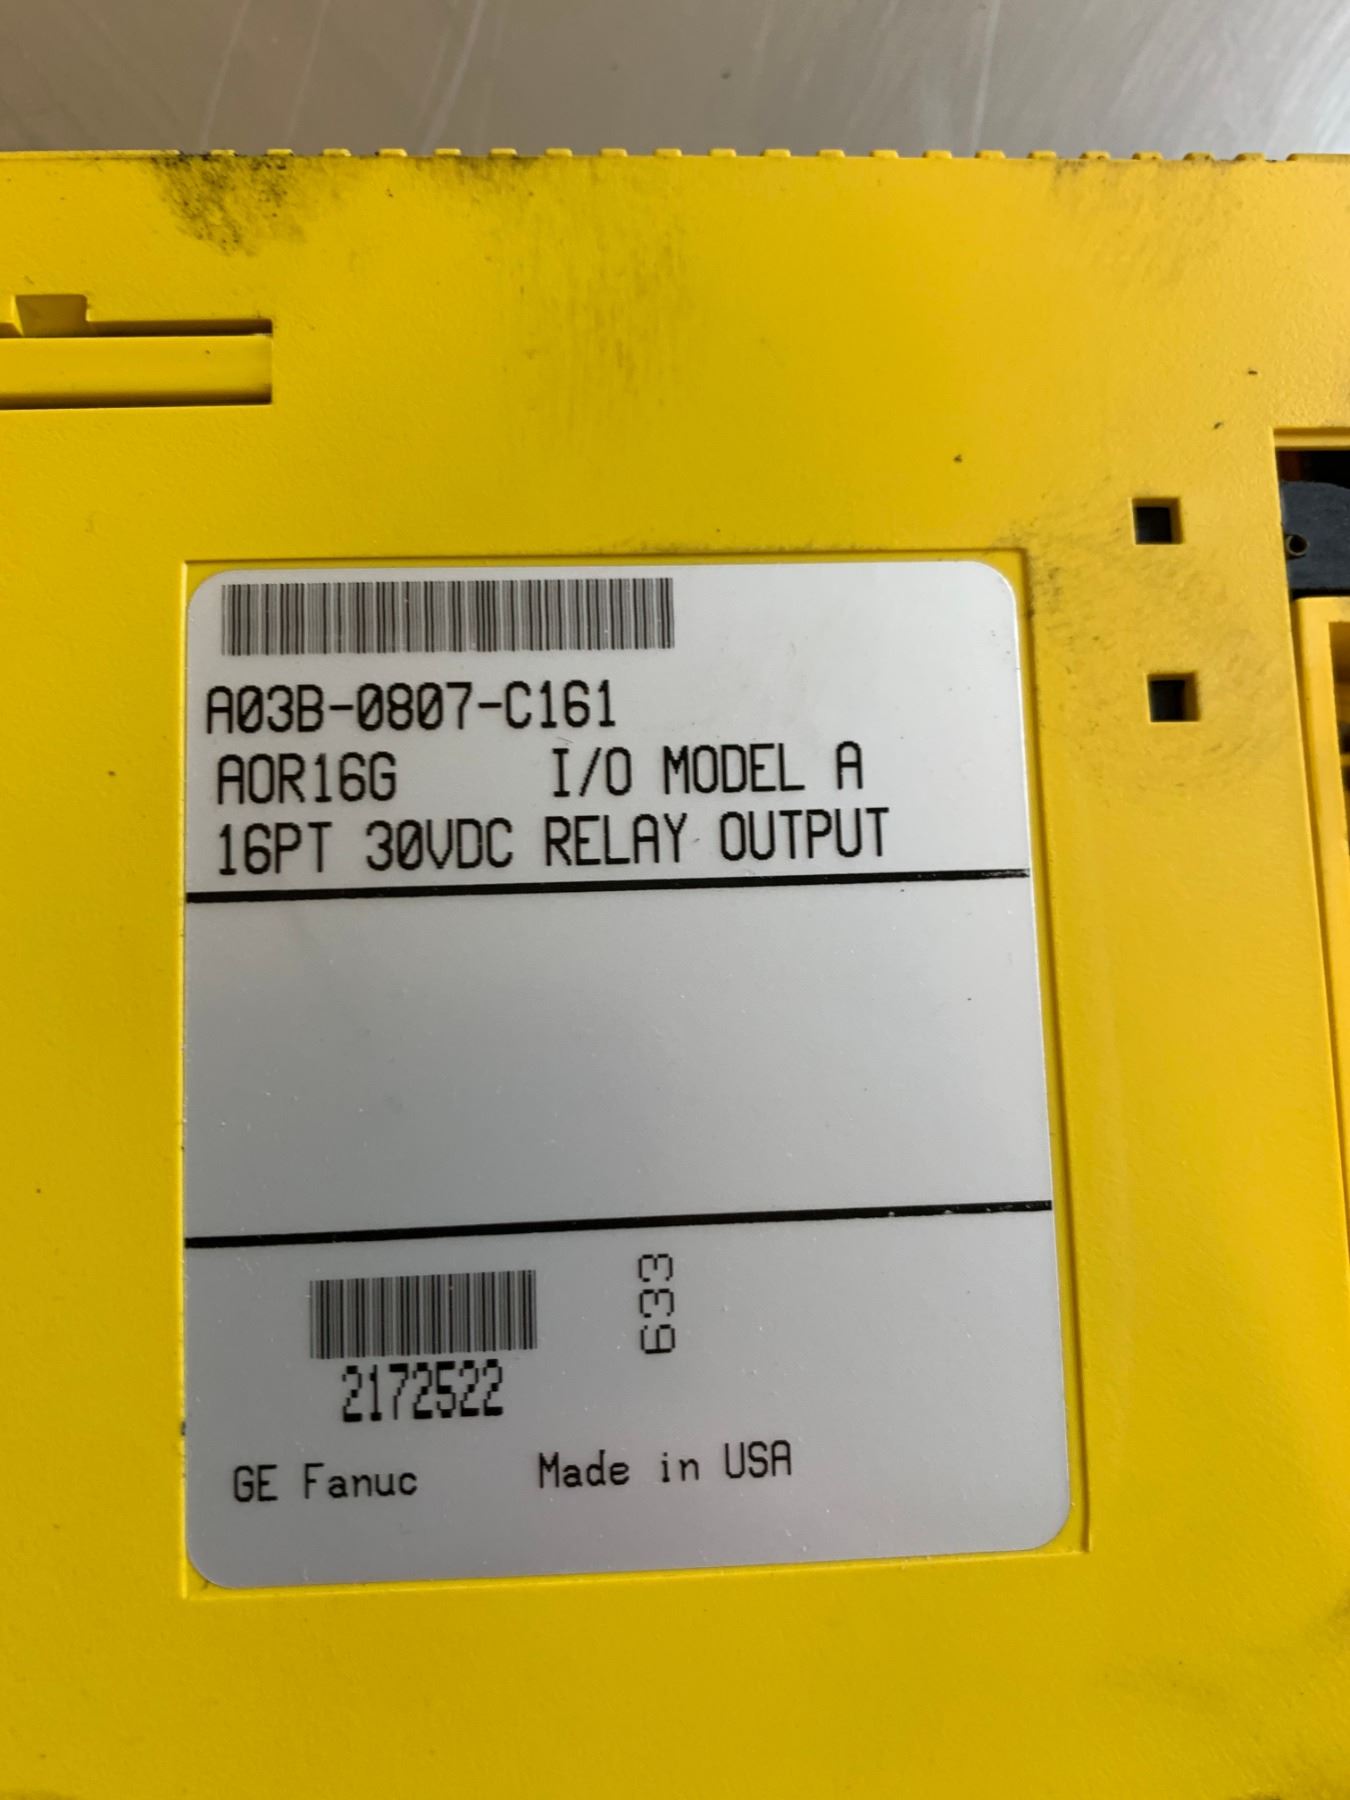 A03B-0807-C161
AOR16G I/O MODEL A
16PT 30VDC RELAY OUTPUT
633
2172522
GE Fanuc Made in USA